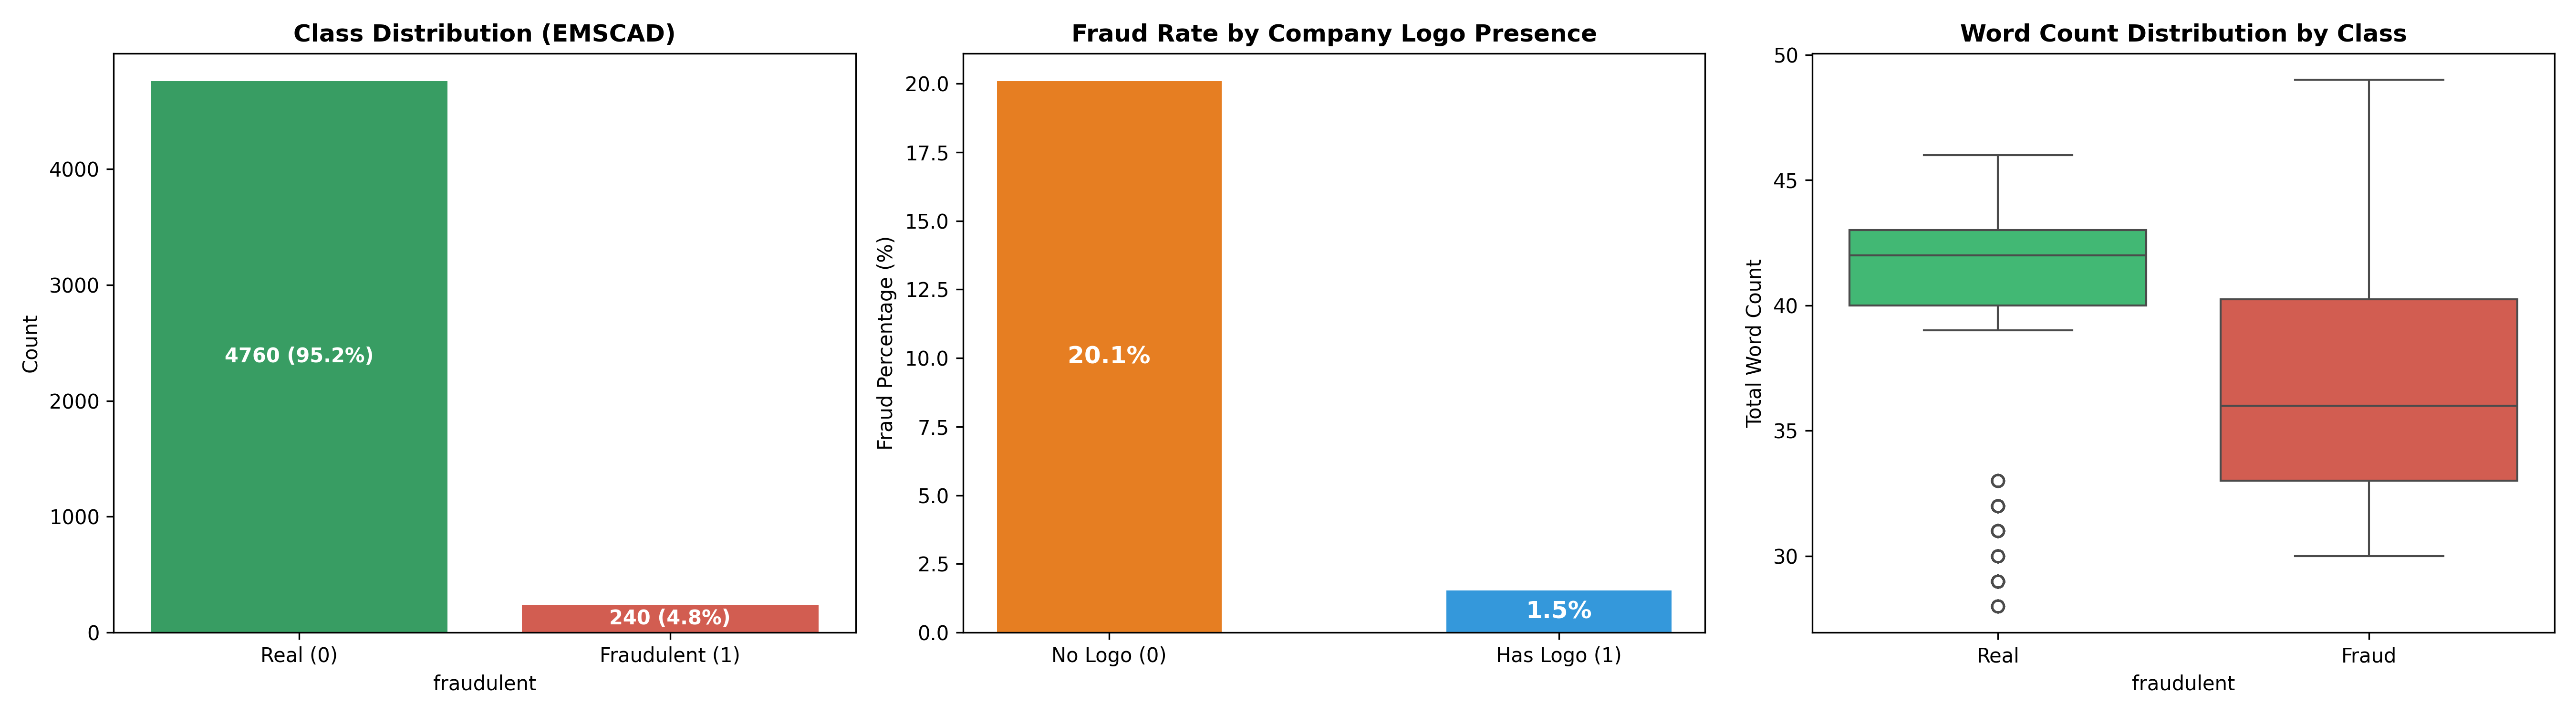 Class Distribution (EMSCAD)
Count
4000
3000
2000
1000
0
4760 (95.2%)
240 (4.8%)
Real (0)
Fraudulent (1)
fraudulent
Fraud Rate by Company Logo Presence
Fraud Percentage (%)
20.0
17.5
15.0
12.5
10.0
7.5
5.0
2.5
0.0
20.1%
1.5%
No Logo (0)
Has Logo (1)
Word Count Distribution by Class
Total Word Count
50
45
40
35
30
Real
Fraud
fraudulent